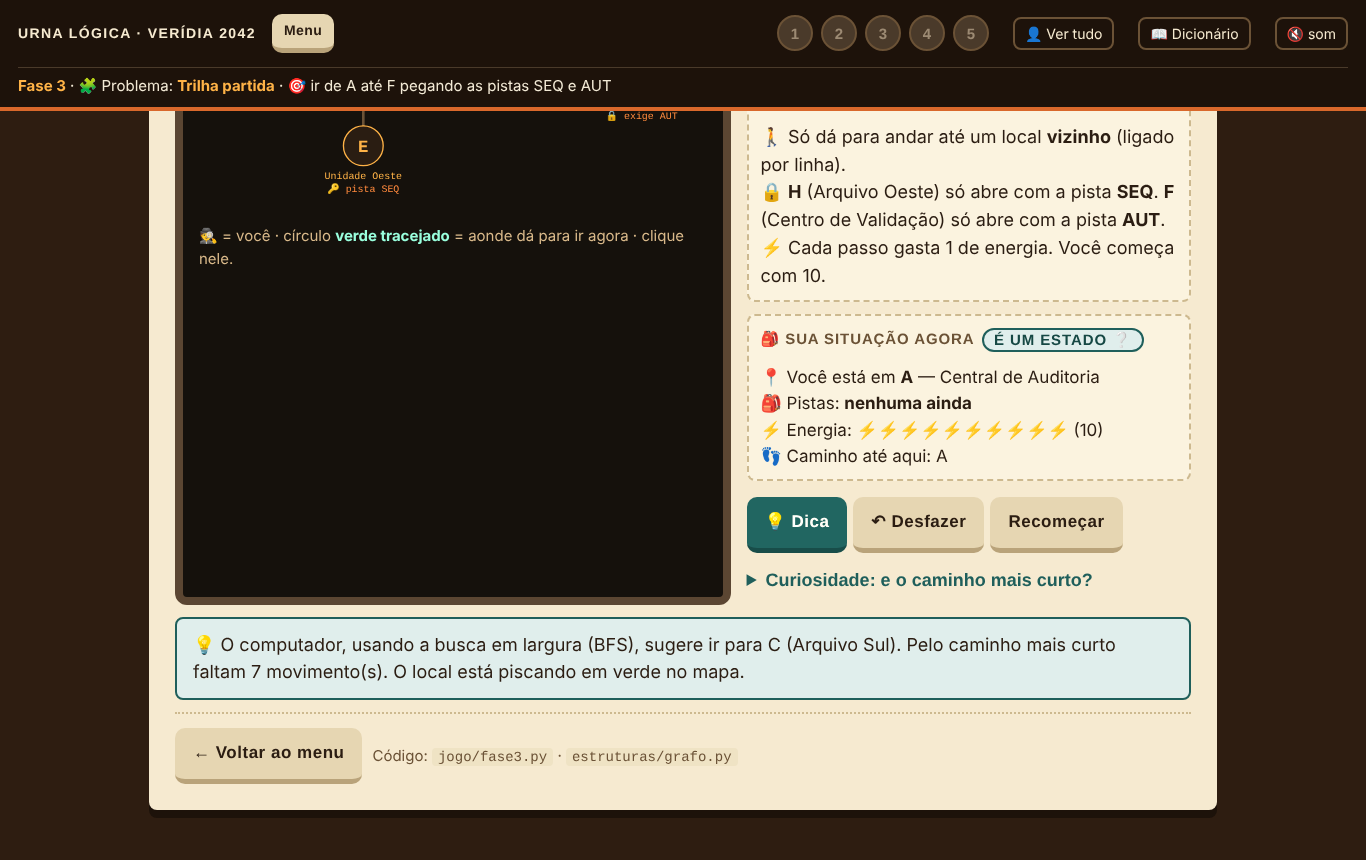 URNA LÓGICA · VERÍDIA 2042
Menu
1 2 3 4 5
👤 Ver tudo
📖 Dicionário
🔇 som
Fase 3 · 🧩 Problema: Trilha partida · 🎯 ir de A até F pegando as pistas SEQ e AUT
🔒 exige AUT
E
Unidade Oeste
🔑 pista SEQ
🕵️ = você · círculo verde tracejado = aonde dá para ir agora · clique
nele.
🚶 Só dá para andar até um local vizinho (ligado
por linha).
🔒 H (Arquivo Oeste) só abre com a pista SEQ. F
(Centro de Validação) só abre com a pista AUT.
⚡ Cada passo gasta 1 de energia. Você começa
com 10.
🎒 SUA SITUAÇÃO AGORA É UM ESTADO ❔
📍 Você está em A — Central de Auditoria
🎒 Pistas: nenhuma ainda
⚡ Energia: ⚡⚡⚡⚡⚡⚡⚡⚡⚡⚡ (10)
👣 Caminho até aqui: A
💡 Dica
↶ Desfazer
Recomeçar
▶ Curiosidade: e o caminho mais curto?
💡 O computador, usando a busca em largura (BFS), sugere ir para C (Arquivo Sul). Pelo caminho mais curto
faltam 7 movimento(s). O local está piscando em verde no mapa.
← Voltar ao menu
Código: jogo/fase3.py · estruturas/grafo.py